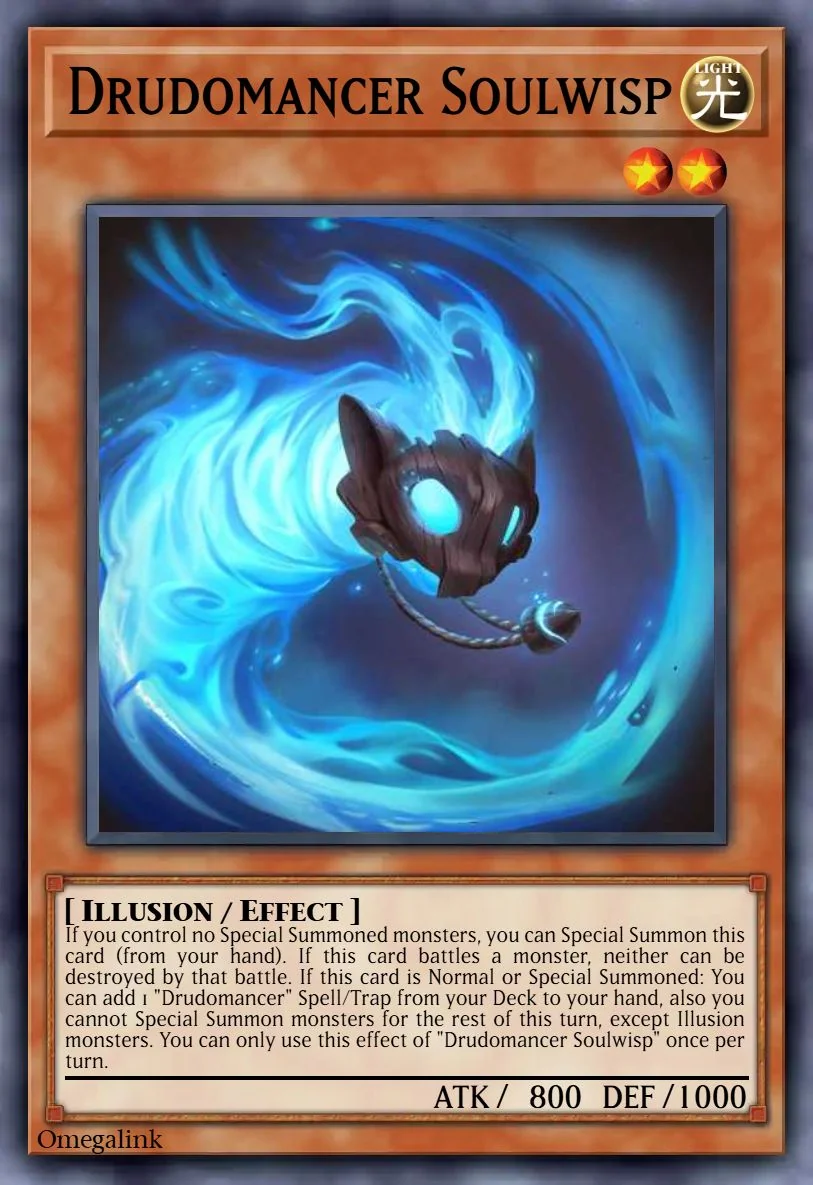 DRUDOMANCER SOULWISP
LIGHT
光
[ ILLUSION / EFFECT ]
If you control no Special Summoned monsters, you can Special Summon this
card (from your hand). If this card battles a monster, neither can be
destroyed by that battle. If this card is Normal or Special Summoned: You
can add 1 "Drudomancer" Spell/Trap from your Deck to your hand, also you
cannot Special Summon monsters for the rest of this turn, except Illusion
monsters. You can only use this effect of "Drudomancer Soulwisp" once per
turn.
ATK / 800 DEF /1000
Omegalink